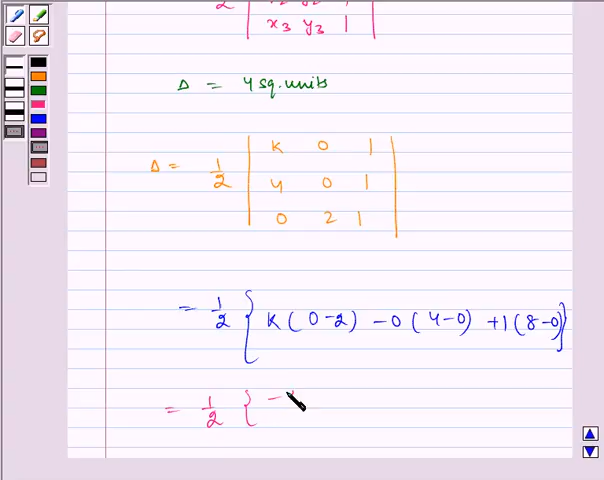 x₃ y₃ 1
Δ = 4 sq. units
Δ = 1/2 | K 0 1 |
| 4 0 1 |
| 0 2 1 |
= 1/2 { K ( 0-2) -0 ( 4-0) +1 ( 8-0) }
= 1/2 { -